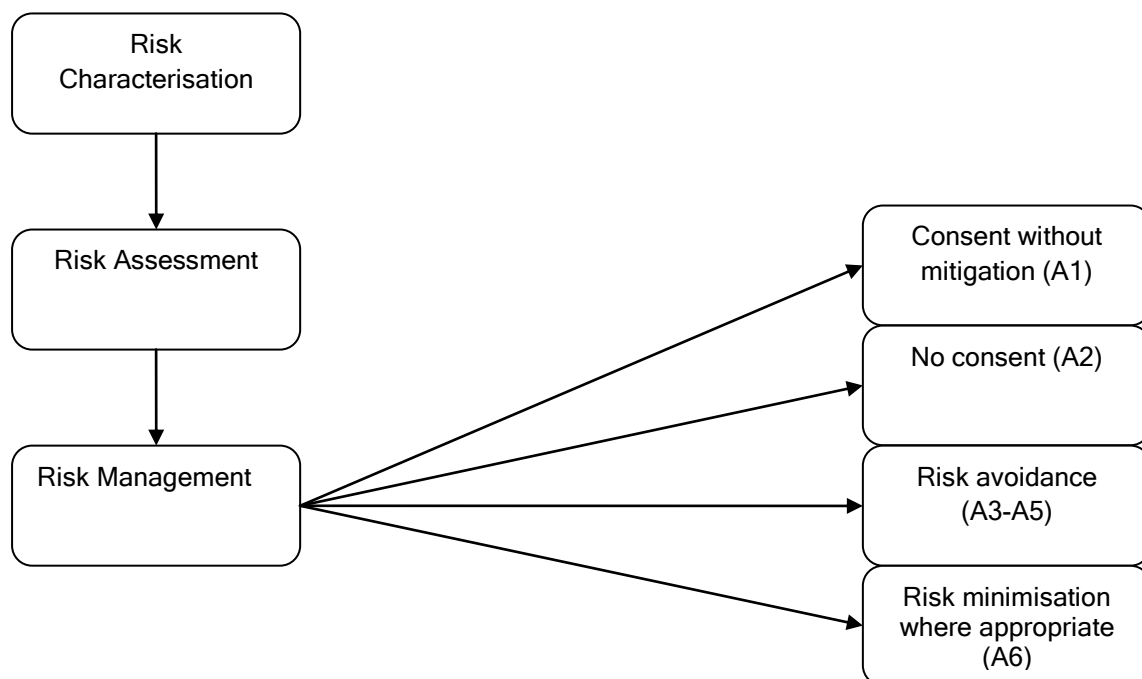 Risk
Characterisation
Risk Assessment
Consent without
mitigation (A1)
No consent (A2)
Risk Management
Risk avoidance
(A3-A5)
Risk minimisation
where appropriate
(A6)